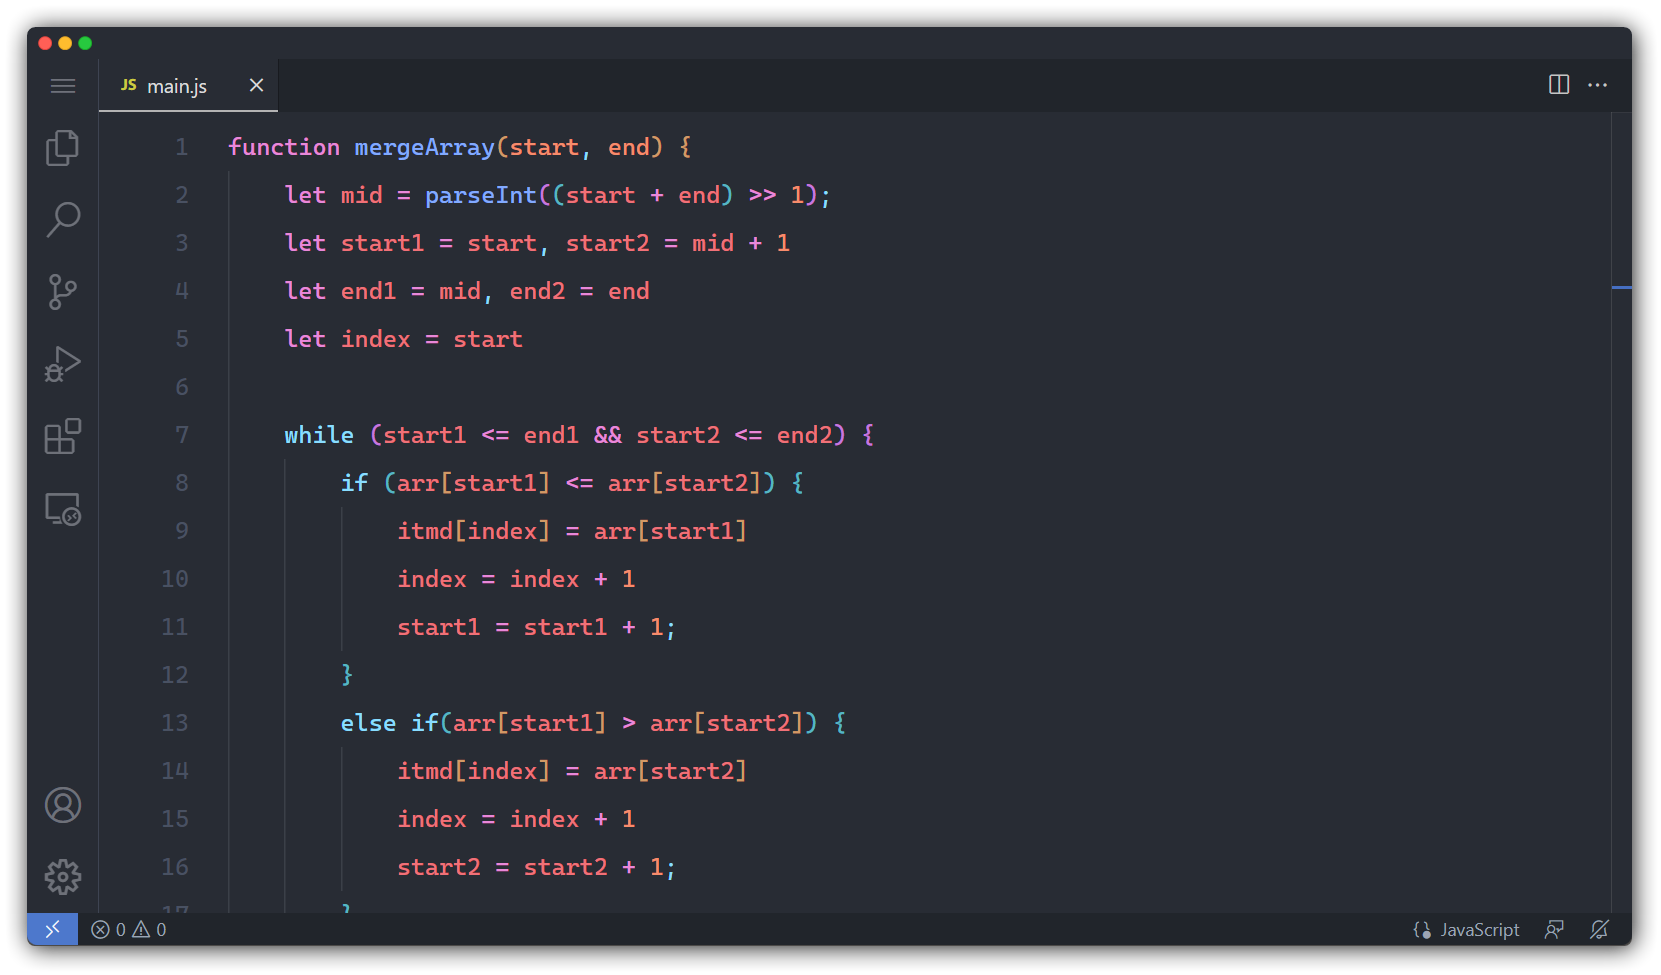 JS main.js
1 function mergeArray(start, end) {
2 let mid = parseInt((start + end) >> 1);
3 let start1 = start, start2 = mid + 1
4 let end1 = mid, end2 = end
5 let index = start
6
7 while (start1 <= end1 && start2 <= end2) {
8 if (arr[start1] <= arr[start2]) {
9 itmd[index] = arr[start1]
10 index = index + 1
11 start1 = start1 + 1;
12 }
13 else if(arr[start1] > arr[start2]) {
14 itmd[index] = arr[start2]
15 index = index + 1
16 start2 = start2 + 1;
17 }
0 0 JavaScript